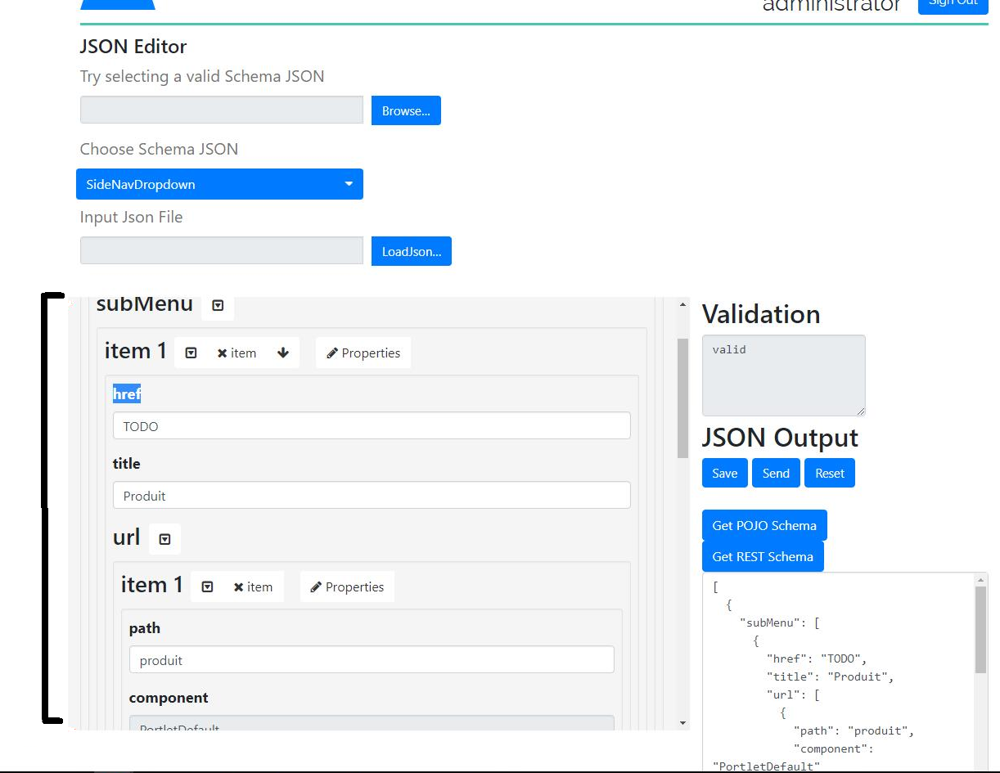 administrator Sign Out
JSON Editor
Try selecting a valid Schema JSON
Browse...
Choose Schema JSON
SideNavDropdown
Input Json File
LoadJson...
subMenu
item 1 item Properties
href
TODO
title
Produit
url
item 1 item Properties
path
produit
component
PortletDefault
Validation
valid
JSON Output
Save Send Reset
Get POJO Schema
Get REST Schema
[
{
"subMenu": [
{
"href": "TODO",
"title": "Produit",
"url": [
{
"path": "produit",
"component":
"PortletDefault"